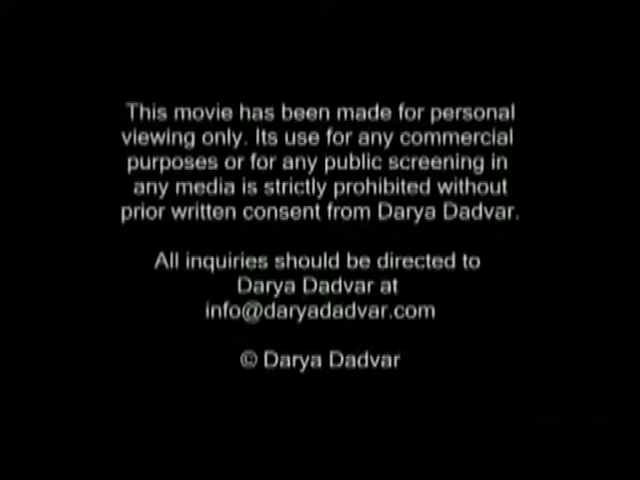 This movie has been made for personal
viewing only. Its use for any commercial
purposes or for any public screening in
any media is strictly prohibited without
prior written consent from Darya Dadvar.
All inquiries should be directed to
Darya Dadvar at
info@daryadadvar.com
© Darya Dadvar